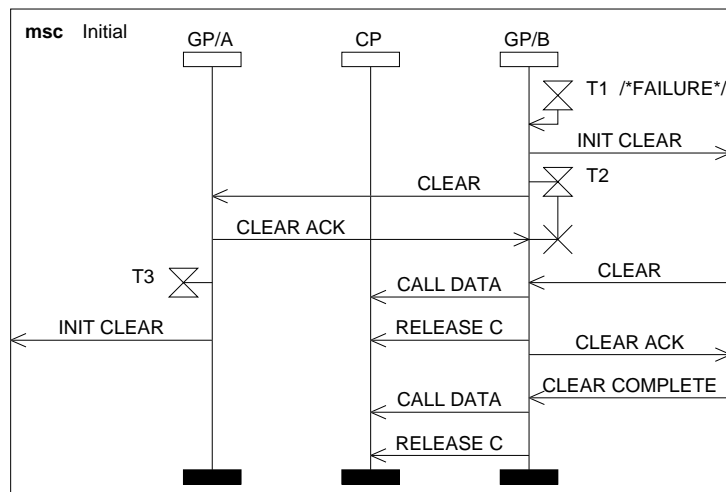 msc Initial
GP/A
CP
GP/B
T1 /*FAILURE*/
INIT CLEAR
T2
CLEAR
CLEAR ACK
T3
CLEAR
CALL DATA
INIT CLEAR
RELEASE C
CLEAR ACK
CLEAR COMPLETE
CALL DATA
RELEASE C